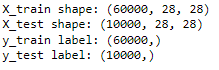 X_train shape: (60000, 28, 28)
X_test shape: (10000, 28, 28)
y_train label: (60000,)
y_test label: (10000,)